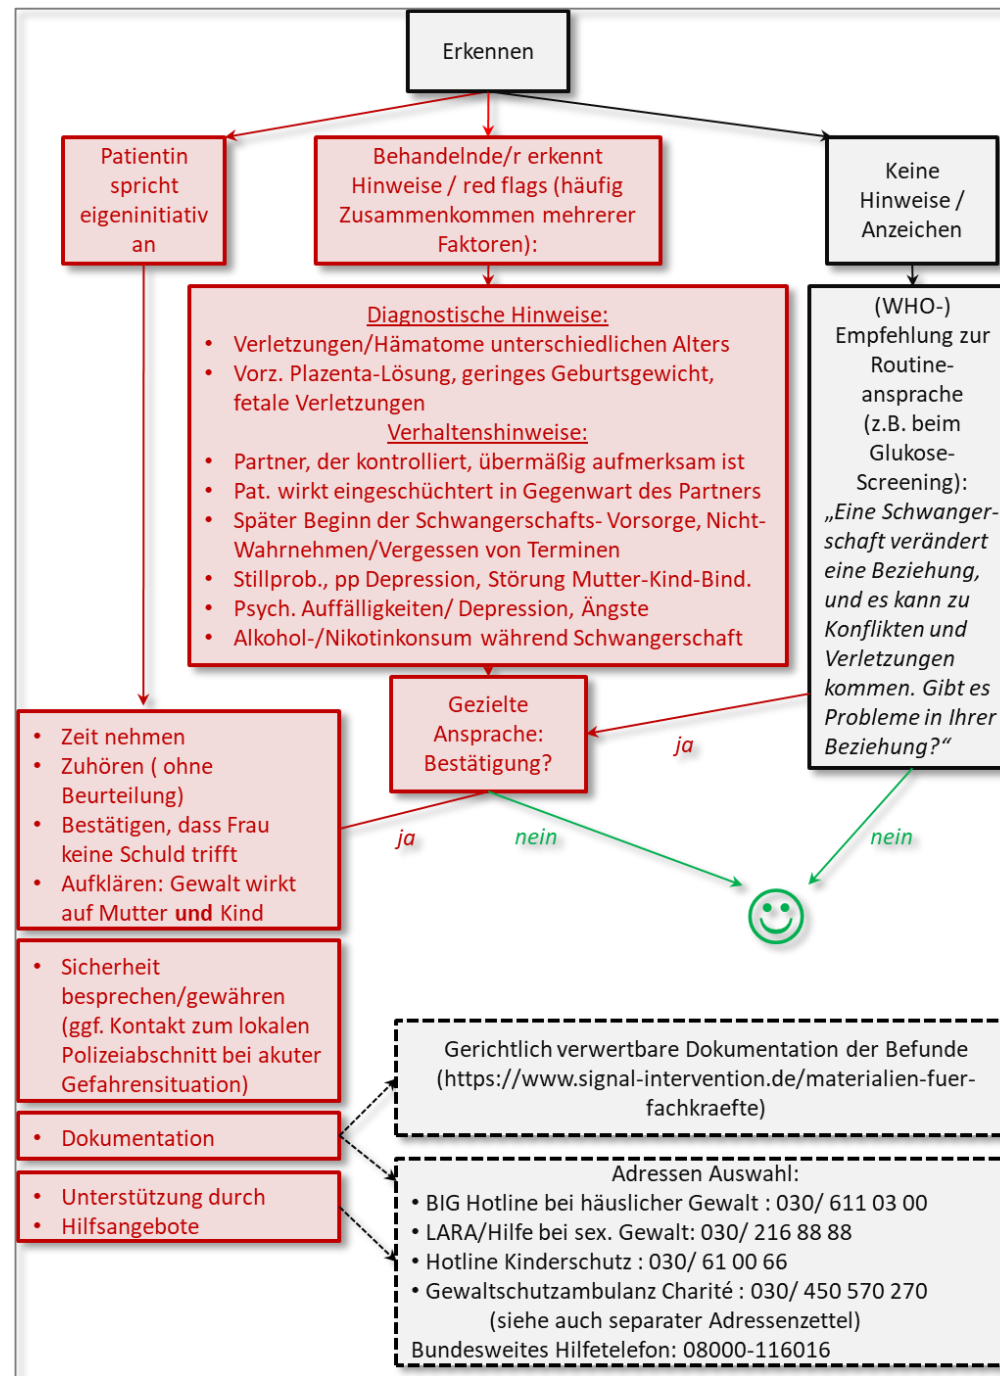 Erkennen
Patientin
spricht
eigeninitiativ
an
Behandelnde/r erkennt
Hinweise / red flags (häufig
Zusammenkommen mehrerer
Faktoren):
Keine
Hinweise /
Anzeichen
Diagnostische Hinweise:
• Verletzungen/Hämatome unterschiedlichen Alters
• Vorz. Plazenta-Lösung, geringes Geburtsgewicht,
fetale Verletzungen
Verhaltenshinweise:
• Partner, der kontrolliert, übermäßig aufmerksam ist
• Pat. wirkt eingeschüchtert in Gegenwart des Partners
• Später Beginn der Schwangerschafts- Vorsorge, Nicht-
Wahrnehmen/Vergessen von Terminen
• Stillprob., pp Depression, Störung Mutter-Kind-Bind.
• Psych. Auffälligkeiten/ Depression, Ängste
• Alkohol-/Nikotinkonsum während Schwangerschaft
(WHO-)
Empfehlung zur
Routine-
ansprache
(z.B. beim
Glukose-
Screening):
„Eine Schwanger-
schaft verändert
eine Beziehung,
und es kann zu
Konflikten und
Verletzungen
kommen. Gibt es
Probleme in Ihrer
Beziehung?“
Gezielte
Ansprache:
Bestätigung?
ja
ja
nein
nein
• Zeit nehmen
• Zuhören ( ohne
Beurteilung)
• Bestätigen, dass Frau
keine Schuld trifft
• Aufklären: Gewalt wirkt
auf Mutter und Kind
• Sicherheit
besprechen/gewähren
(ggf. Kontakt zum lokalen
Polizeiabschnitt bei akuter
Gefahrensituation)
• Dokumentation
• Unterstützung durch
• Hilfsangebote
Gerichtlich verwertbare Dokumentation der Befunde
(https://www.signal-intervention.de/materialien-fuer-
fachkraefte)
Adressen Auswahl:
• BIG Hotline bei häuslicher Gewalt : 030/ 611 03 00
• LARA/Hilfe bei sex. Gewalt: 030/ 216 88 88
• Hotline Kinderschutz : 030/ 61 00 66
• Gewaltschutzambulanz Charité : 030/ 450 570 270
(siehe auch separater Adressenzettel)
Bundesweites Hilfetelefon: 08000-116016